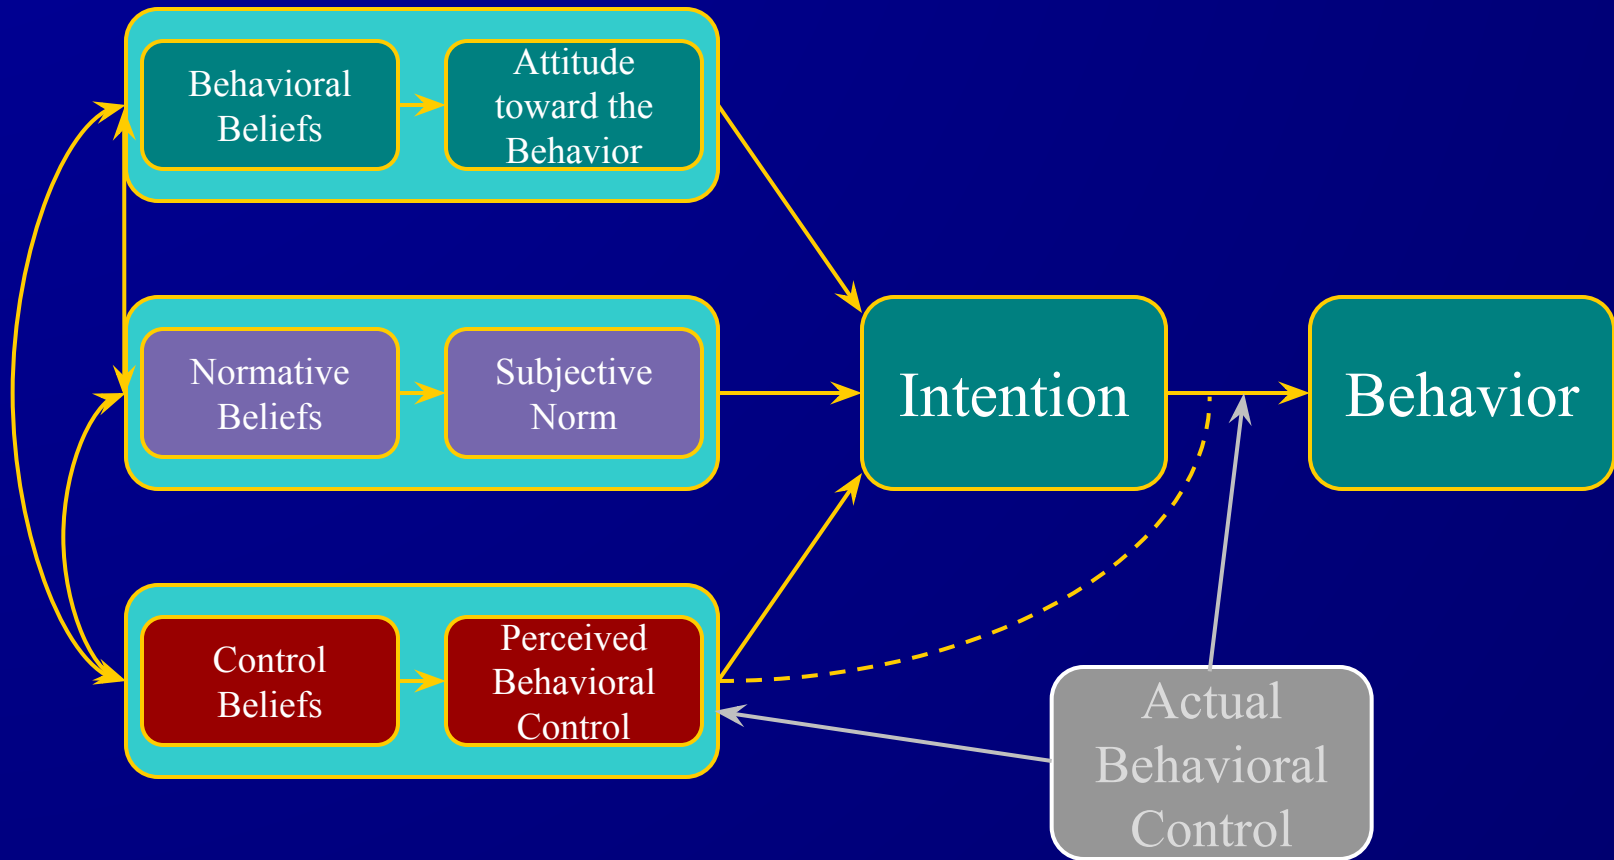 Behavioral
Beliefs
Attitude
toward the
Behavior
Normative
Beliefs
Subjective
Norm
Intention
Behavior
Control
Beliefs
Perceived
Behavioral
Control
Actual
Behavioral
Control